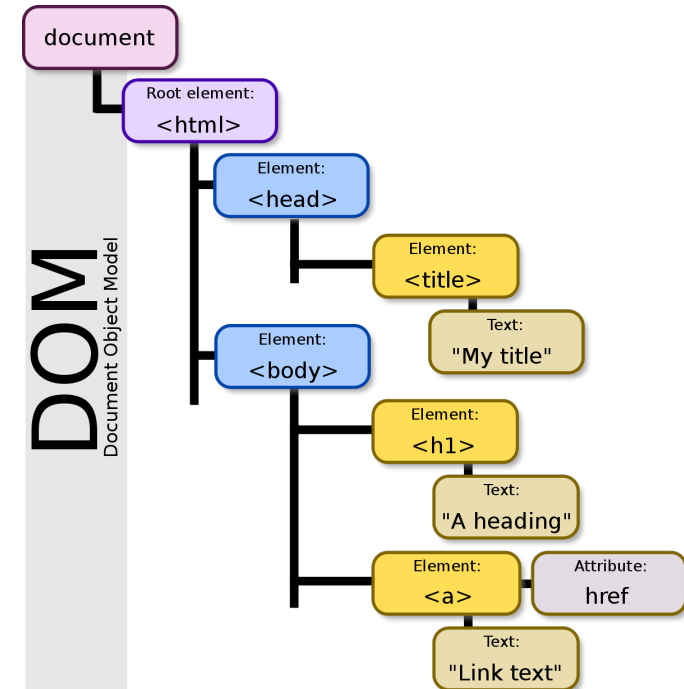 document
Root element:
<html>
Element:
<head>
Element:
<title>
Text:
"My title"
Element:
<body>
Element:
<h1>
Text:
"A heading"
Element:
<a>
Attribute:
href
Text:
"Link text"
DOM
Document Object Model